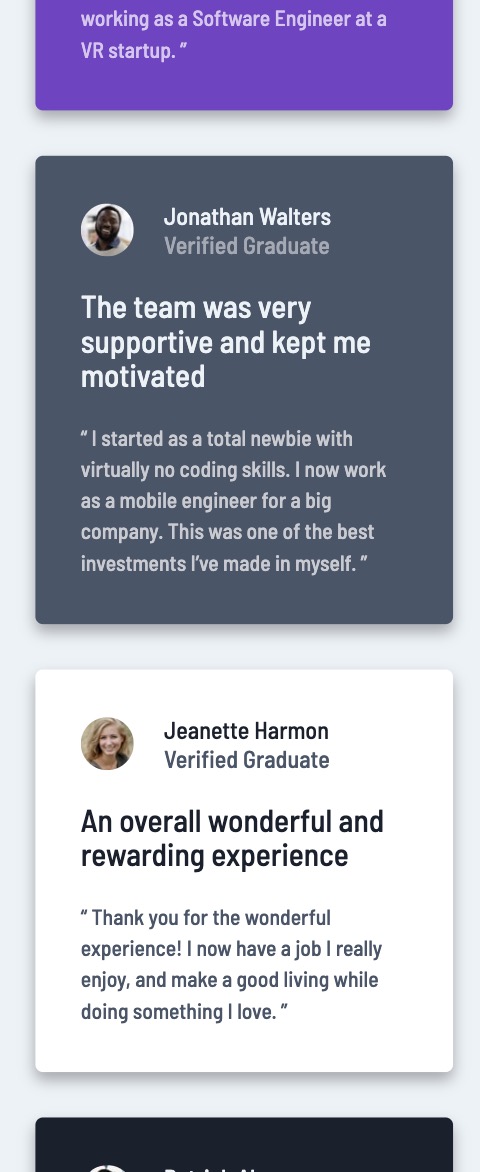 working as a Software Engineer at a
VR startup. ”
Jonathan Walters
Verified Graduate
The team was very
supportive and kept me
motivated
“ I started as a total newbie with
virtually no coding skills. I now work
as a mobile engineer for a big
company. This was one of the best
investments I’ve made in myself. ”
Jeanette Harmon
Verified Graduate
An overall wonderful and
rewarding experience
“ Thank you for the wonderful
experience! I now have a job I really
enjoy, and make a good living while
doing something I love. ”